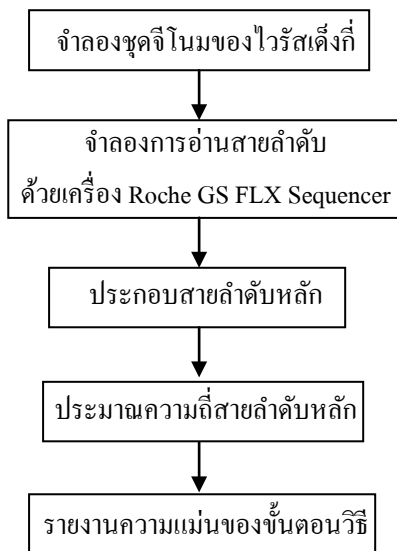 จำลองชุดจีโนมของไวรัสเด็งกี่
จำลองการอ่านสายลำดับ
ด้วยเครื่อง Roche GS FLX Sequencer
ประกอบสายลำดับหลัก
ประมาณความถี่สายลำดับหลัก
รายงานความแม่นของขั้นตอนวิธี